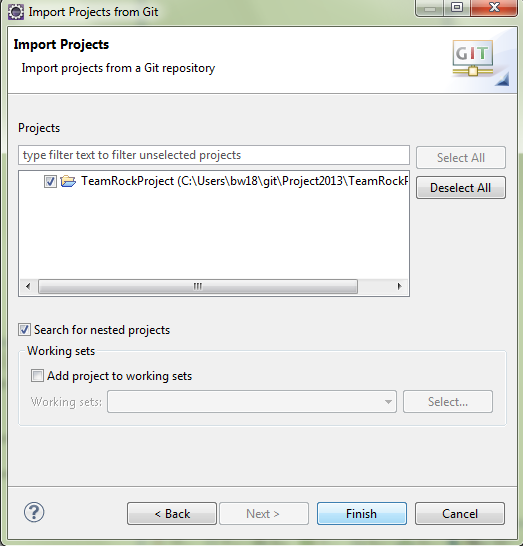 Import Projects from Git
Import Projects
Import projects from a Git repository
GIT
Projects
type filter text to filter unselected projects
Select All
TeamRockProject (C:\Users\bw18\git\Project2013\TeamRockP
Deselect All
Search for nested projects
Working sets
Add project to working sets
Working sets:
Select...
?
< Back
Next >
Finish
Cancel